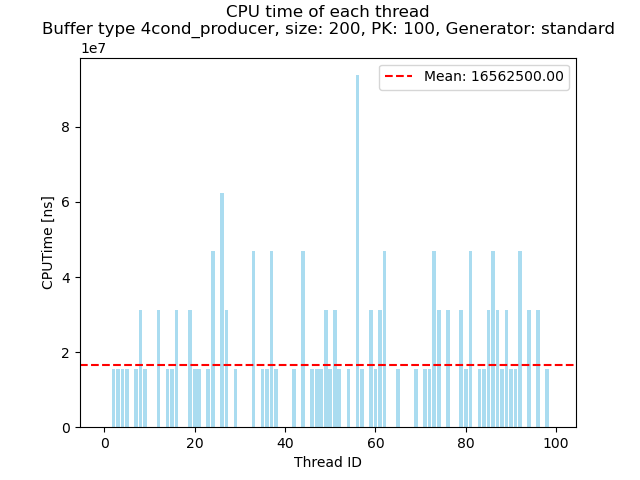 CPU time of each thread
Buffer type 4cond_producer, size: 200, PK: 100, Generator: standard
1e7
Mean: 16562500.00
8
6
4
2
0
CPUTime [ns]
0 20 40 60 80 100
Thread ID